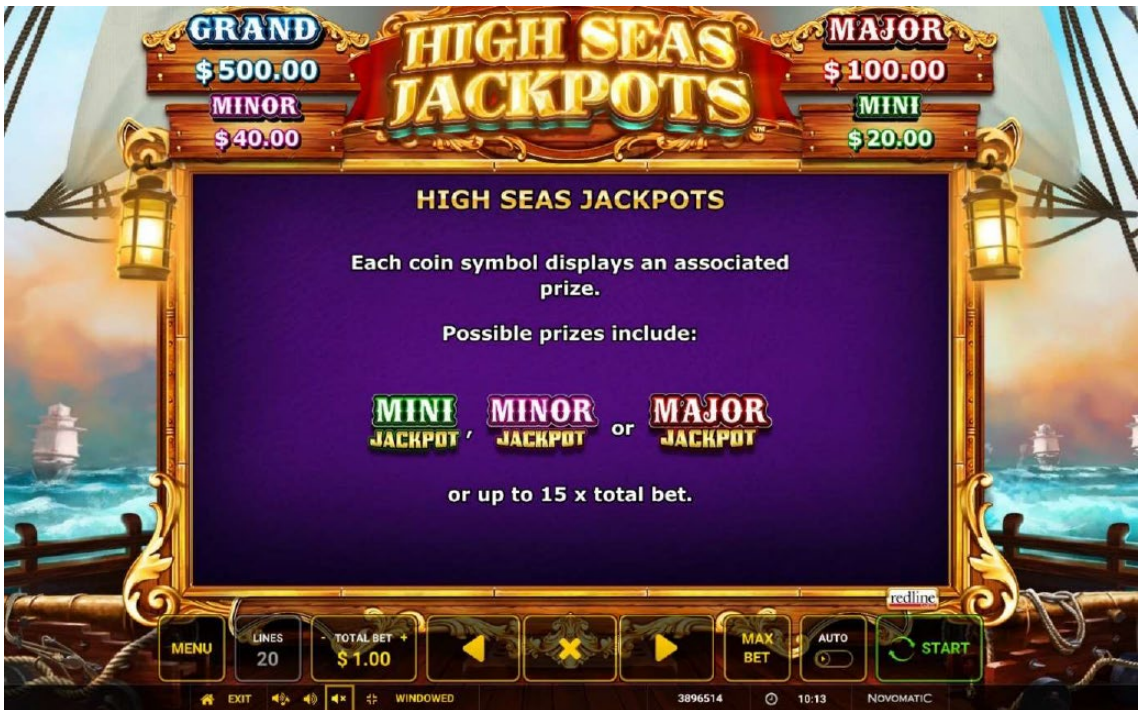 GRAND
$500.00
MINOR
$40.00
HIGH SEAS
JACKPOTS
TM
MAJOR
$100.00
MINI
$20.00
HIGH SEAS JACKPOTS
Each coin symbol displays an associated
prize.
Possible prizes include:
MINI
JACKPOT,
MINOR
JACKPOT
or
MAJOR
JACKPOT
or up to 15 x total bet.
redline
MENU
LINES
20
- TOTAL BET +
$1.00
MAX
BET
AUTO
START
EXIT
WINDOWED
3896514
10:13
NOVOMATIC